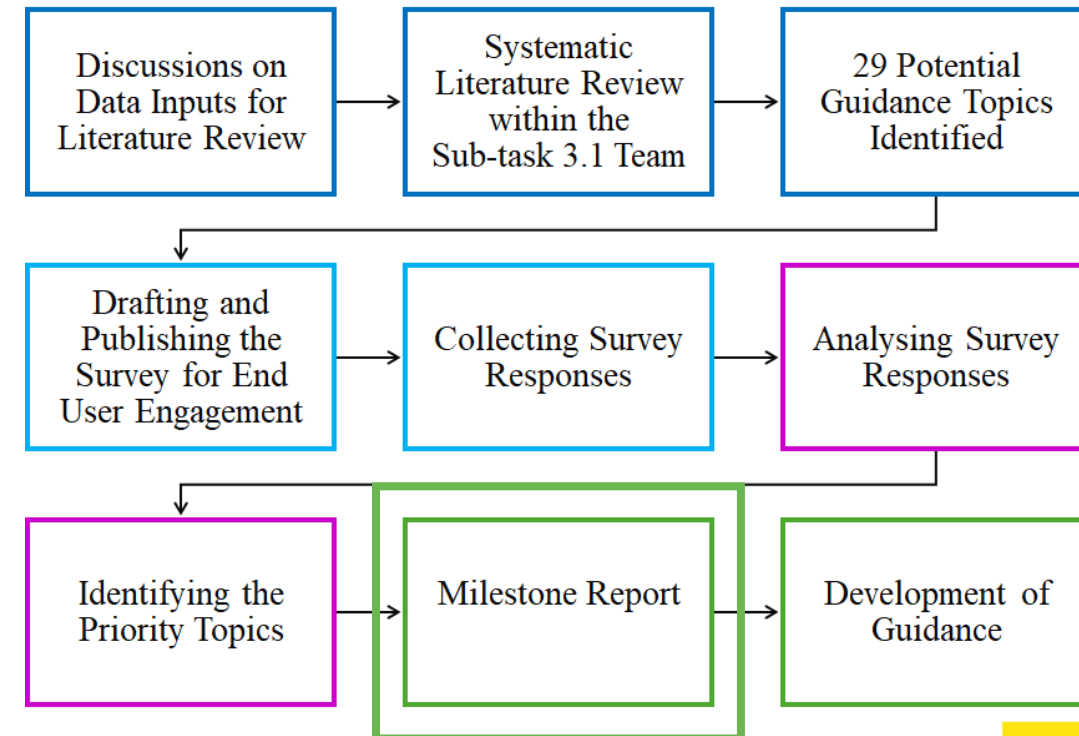 Discussions on
Data Inputs for
Literature Review
Systematic
Literature Review
within the
Sub-task 3.1 Team
29 Potential
Guidance Topics
Identified
Drafting and
Publishing the
Survey for End
User Engagement
Collecting Survey
Responses
Analysing Survey
Responses
Identifying the
Priority Topics
Milestone Report
Development of
Guidance